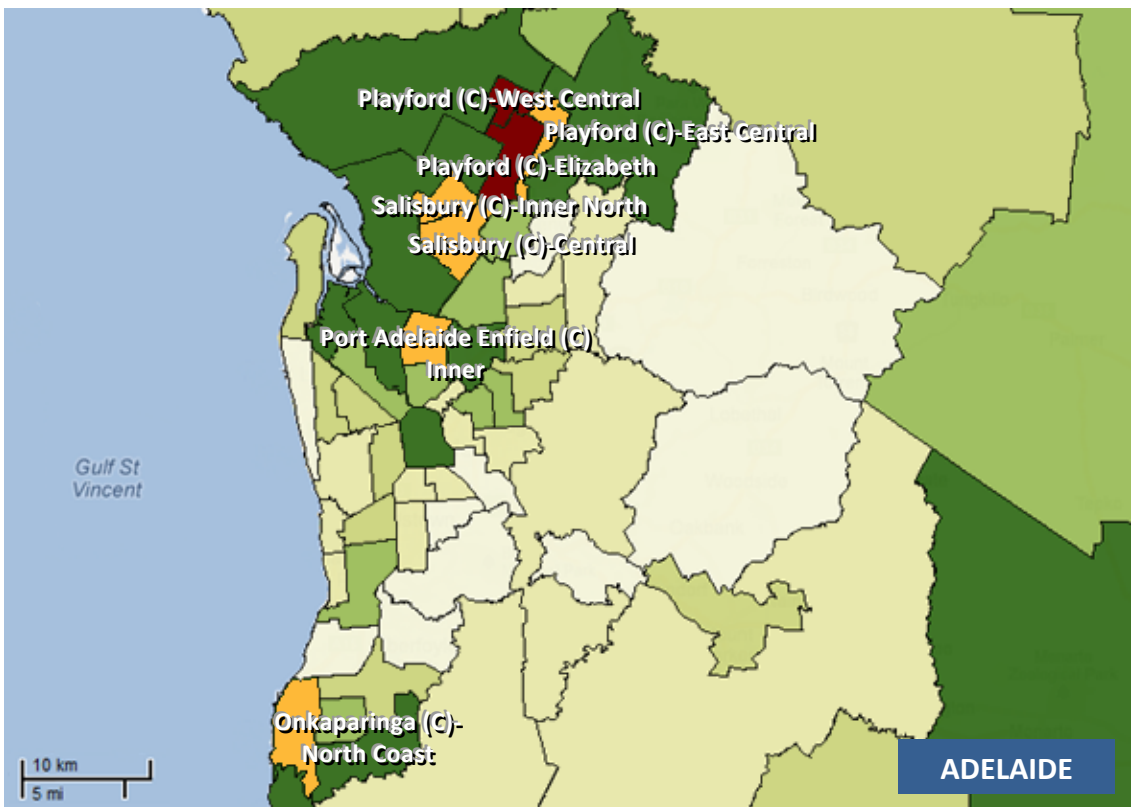 Playford (C)-West Central
Playford (C)-East Central
Playford (C)-Elizabeth
Salisbury (C)-Inner North
Salisbury (C)-Central
Port Adelaide Enfield (C)
Inner
Gulf St
Vincent
Onkaparinga (C)-
North Coast
10 km
5 mi
ADELAIDE